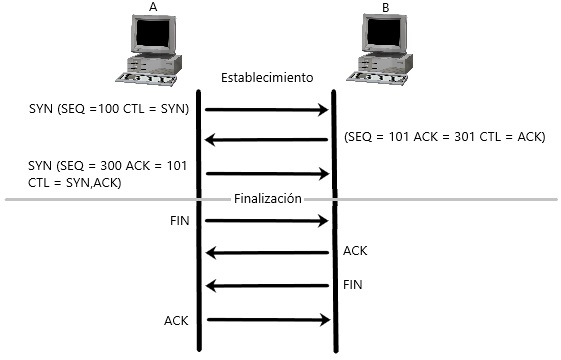 A
B
Establecimiento
SYN (SEQ =100 CTL = SYN)
(SEQ = 101 ACK = 301 CTL = ACK)
SYN (SEQ = 300 ACK = 101
CTL = SYN,ACK)
Finalización
FIN
ACK
FIN
ACK